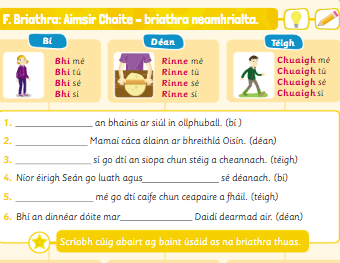 F. Briathra: Aimsir Chaite – briathra neamhrialta.
Bí
Bhí mé
Bhí tú
Bhí sé
Bhí sí
Déan
Rinne mé
Rinne tú
Rinne sé
Rinne sí
Téigh
Chuaigh mé
Chuaigh tú
Chuaigh sé
Chuaigh sí
1. ________________ an bhainis ar siúl in ollphuball. (bí)
2. ________________ Mamaí cáca álainn ar bhreithlá Oisín. (déan)
3. ________________ sí go dtí an siopa chun stéig a cheannach. (téigh)
4. Níor éirigh Seán go luath agus________________ sé déanach. (bí)
5. ________________ mé go dtí caife chun ceapaire a fháil. (téigh)
6. Bhí an dinnéar dóite mar________________ Daidí dearmad air. (déan)
Scríobh cúig abairt ag baint úsáid as na briathra thuas.